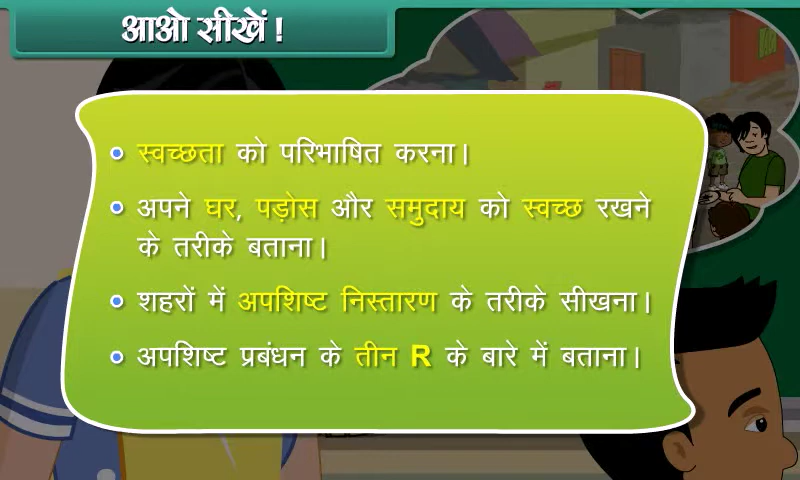 आओ सीखें!
स्वच्छता को परिभाषित करना।
अपने घर, पड़ोस और समुदाय को स्वच्छ रखने
के तरीके बताना।
शहरों में अपशिष्ट निस्तारण के तरीके सीखना।
अपशिष्ट प्रबंधन के तीन R के बारे में बताना।